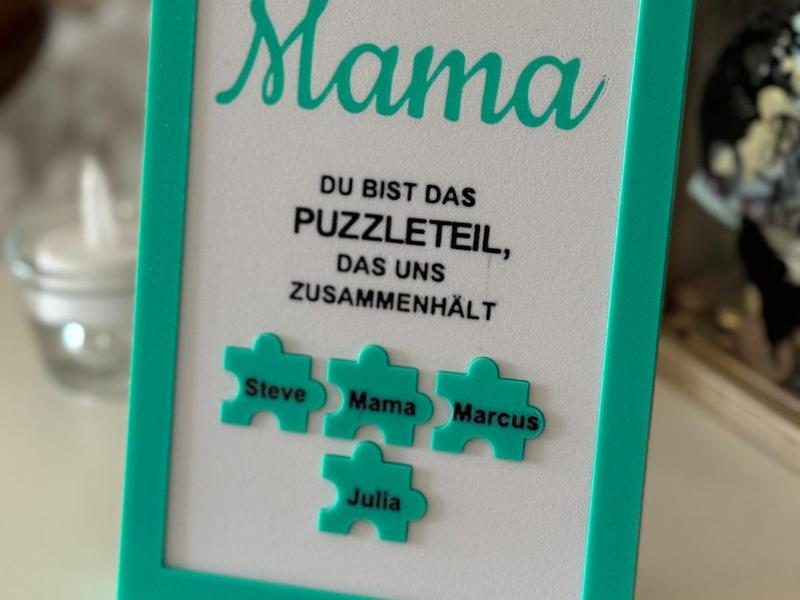 Mama
DU BIST DAS
PUZZLETEIL,
DAS UNS
ZUSAMMENHÄLT
Steve Mama Marcus
Julia